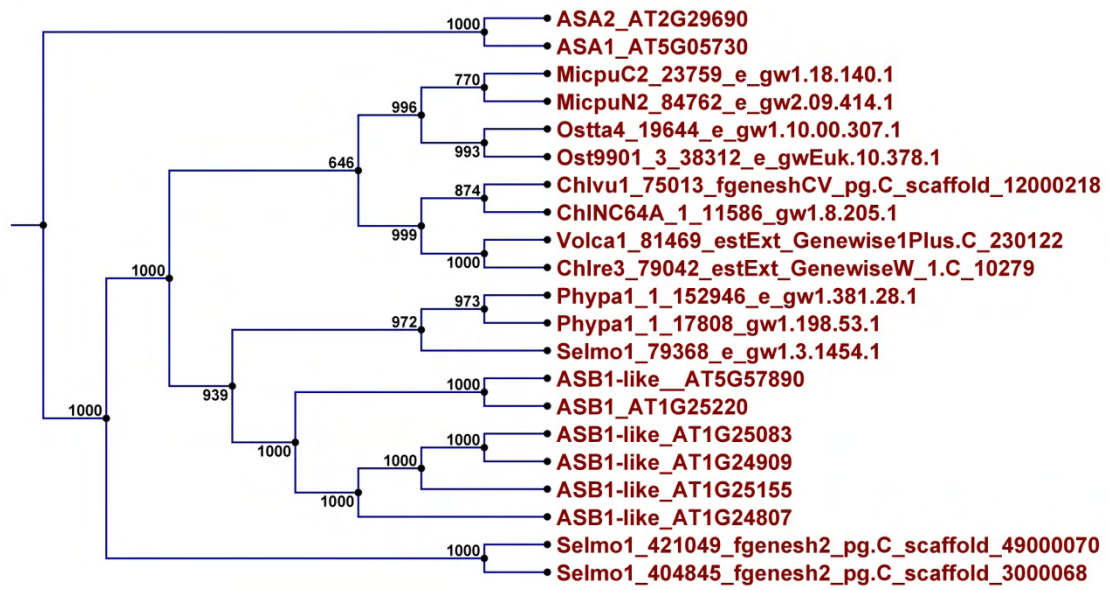 1000 ASA2_AT2G29690
ASA1_AT5G05730
770 MicpuC2_23759_e_gw1.18.140.1
996
MicpuN2_84762_e_gw2.09.414.1
Ostta4_19644_e_gw1.10.00.307.1
993
646 Ost9901_3_38312_e_gwEuk.10.378.1
874 Chlvu1_75013_fgeneshCV_pg.C_scaffold_12000218
ChlNC64A_1_11586_gw1.8.205.1
999
Volca1_81469_estExt_Genewise1Plus.C_230122
1000
1000 Chlre3_79042_estExt_GenewiseW_1.C_10279
973 Phypa1_1_152946_e_gw1.381.28.1
972 Phypa1_1_17808_gw1.198.53.1
Selmo1_79368_e_gw1.3.1454.1
1000 ASB1-like__AT5G57890
939
1000 ASB1_AT1G25220
1000 ASB1-like_AT1G25083
1000
1000 ASB1-like_AT1G24909
ASB1-like_AT1G25155
1000
ASB1-like_AT1G24807
1000 Selmo1_421049_fgenesh2_pg.C_scaffold_49000070
Selmo1_404845_fgenesh2_pg.C_scaffold_3000068